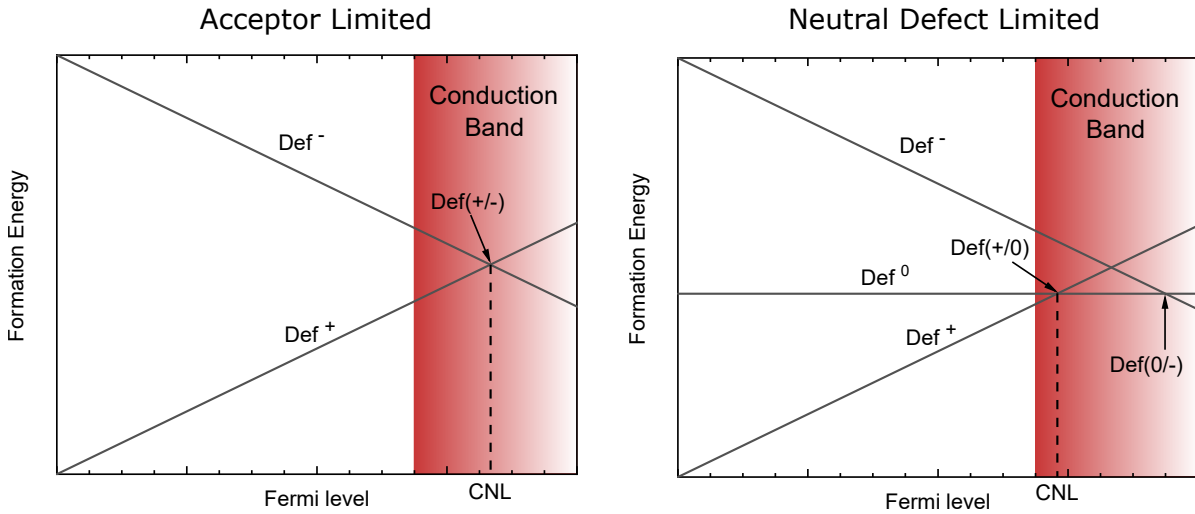 Acceptor Limited
Formation Energy
Conduction
Band
Def -
Def(+/-)
Def +
Fermi level
CNL
Neutral Defect Limited
Formation Energy
Conduction
Band
Def -
Def(+/0)
Def 0
Def +
Def(0/-)
Fermi level
CNL